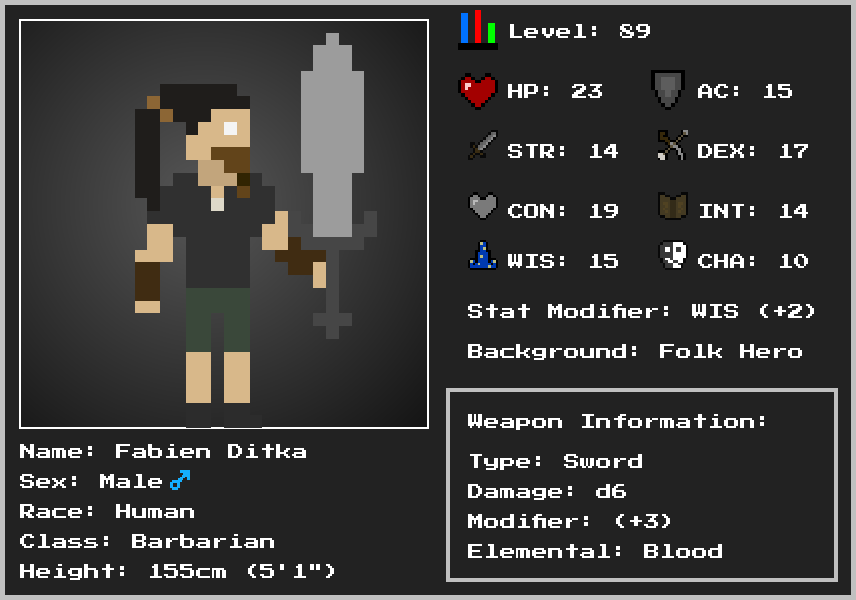 Level: 89
HP: 23 AC: 15
STR: 14 DEX: 17
CON: 19 INT: 14
WIS: 15 CHA: 10
Stat Modifier: WIS (+2)
Background: Folk Hero
Weapon Information:
Type: Sword
Damage: d6
Modifier: (+3)
Elemental: Blood
Name: Fabien Ditka
Sex: Male♂
Race: Human
Class: Barbarian
Height: 155cm (5'1")